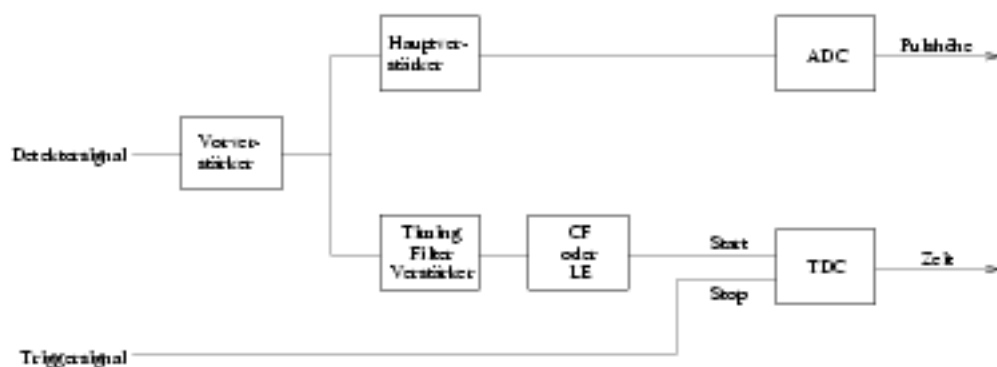 Hauptver-
stärker
ADC
Pulshöhe
Detektorsignal
Vorver-
stärker
Timing
Filter
Verstärker
CF
oder
LE
Start
Stop
TDC
Zeit
Triggersignal